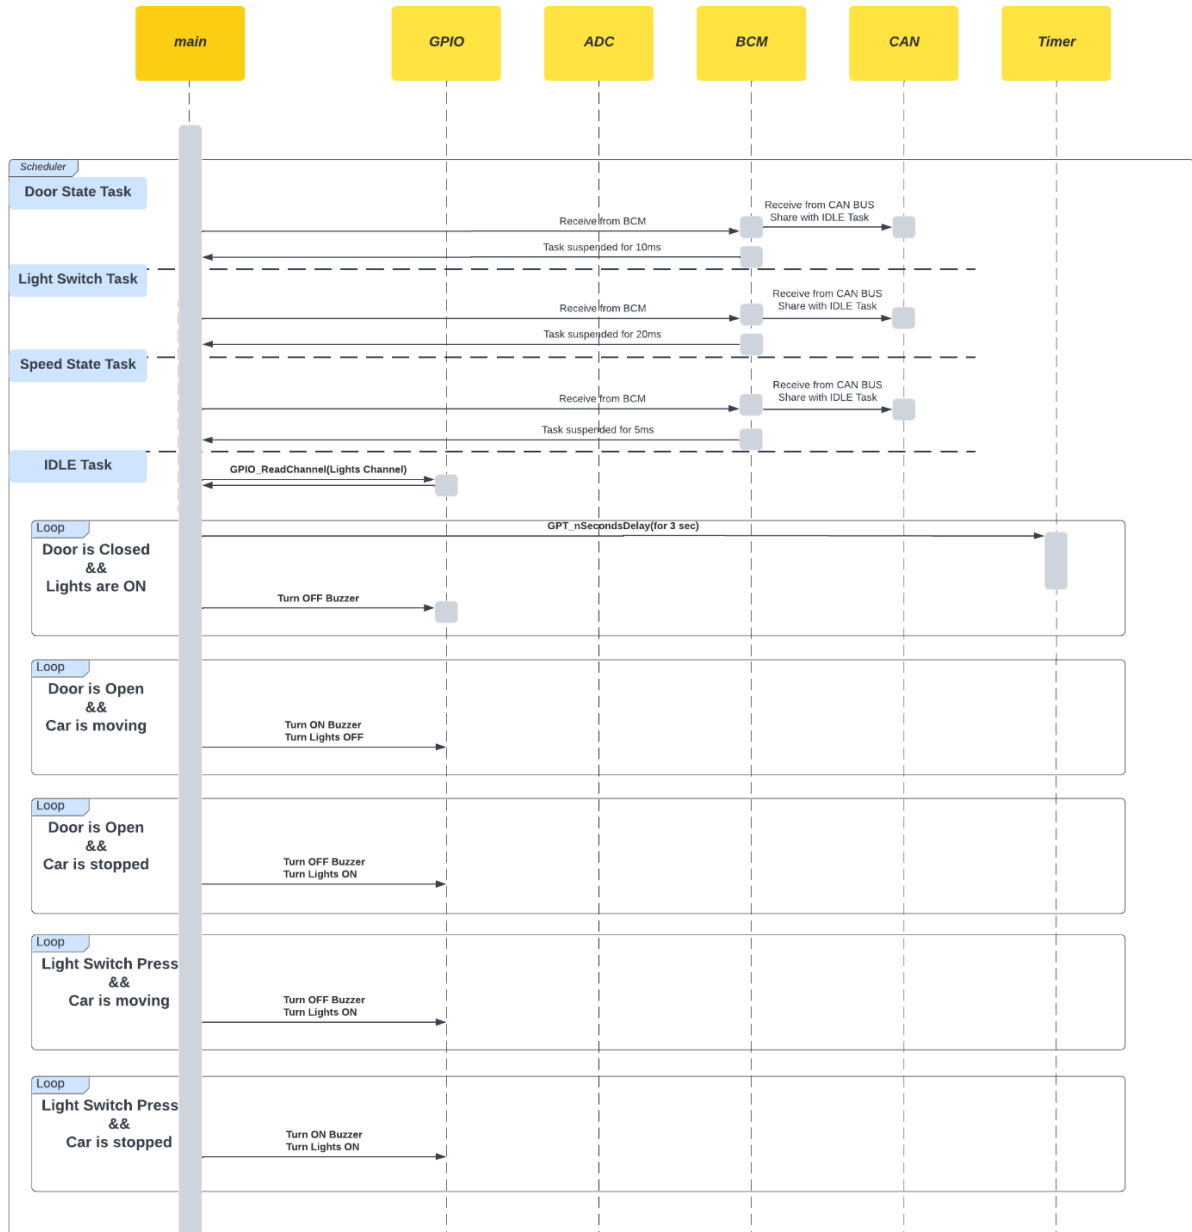 main
GPIO
ADC
BCM
CAN
Timer
Scheduler
Door State Task
Receive from BCM
Receive from CAN BUS
Share with IDLE Task
Task suspended for 10ms
Light Switch Task
Receive from BCM
Receive from CAN BUS
Share with IDLE Task
Task suspended for 20ms
Speed State Task
Receive from BCM
Receive from CAN BUS
Share with IDLE Task
Task suspended for 5ms
IDLE Task
GPIO_ReadChannel(Lights Channel)
Loop
GPT_nSecondsDelay(for 3 sec)
Door is Closed
&&
Lights are ON
Turn OFF Buzzer
Loop
Door is Open
&&
Car is moving
Turn ON Buzzer
Turn Lights OFF
Loop
Door is Open
&&
Car is stopped
Turn OFF Buzzer
Turn Lights ON
Loop
Light Switch Press
&&
Car is moving
Turn OFF Buzzer
Turn Lights ON
Loop
Light Switch Press
&&
Car is stopped
Turn ON Buzzer
Turn Lights ON